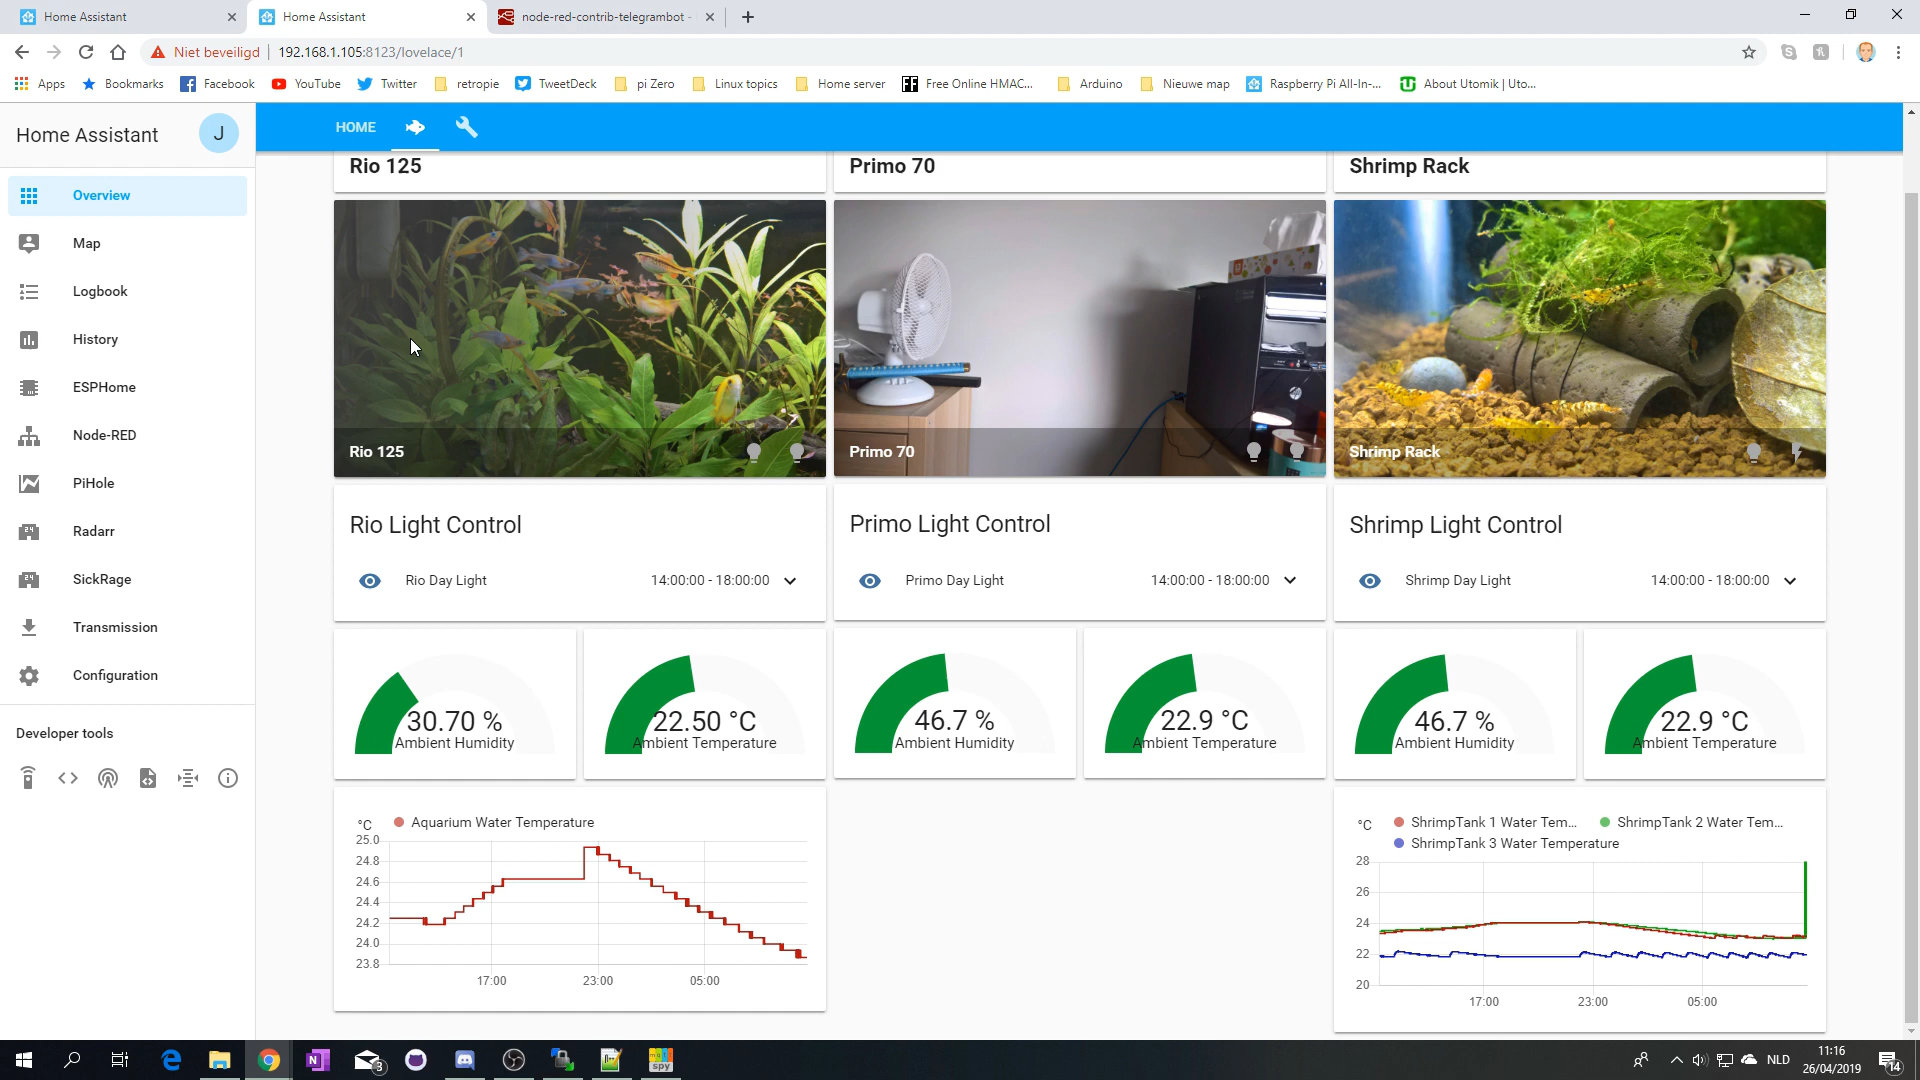 Home Assistant
Home Assistant
node-red-contrib-telegrambot -
Niet beveiligd
192.168.1.105:8123/lovelace/1
Apps
Bookmarks
Facebook
YouTube
Twitter
retropie
TweetDeck
pi Zero
Linux topics
Home server
Free Online HMAC...
Arduino
Nieuwe map
Raspberry Pi All-In-...
About Utomik | Uto...
Home Assistant
J
HOME
Overview
Map
Logbook
History
ESPHome
Node-RED
PiHole
Radarr
SickRage
Transmission
Configuration
Developer tools
Rio 125
Primo 70
Shrimp Rack
Rio 125
Primo 70
Shrimp Rack
Rio Light Control
Rio Day Light
14:00:00 - 18:00:00
Primo Light Control
Primo Day Light
14:00:00 - 18:00:00
Shrimp Light Control
Shrimp Day Light
14:00:00 - 18:00:00
30.70 %
Ambient Humidity
22.50 °C
Ambient Temperature
46.7 %
Ambient Humidity
22.9 °C
Ambient Temperature
46.7 %
Ambient Humidity
22.9 °C
Ambient Temperature
°C
Aquarium Water Temperature
25.0
24.8
24.6
24.4
24.2
24.0
23.8
17:00
23:00
05:00
°C
ShrimpTank 1 Water Tem...
ShrimpTank 2 Water Tem...
ShrimpTank 3 Water Temperature
28
26
24
22
20
17:00
23:00
05:00
3
spy
NLD
11:16
26/04/2019
14